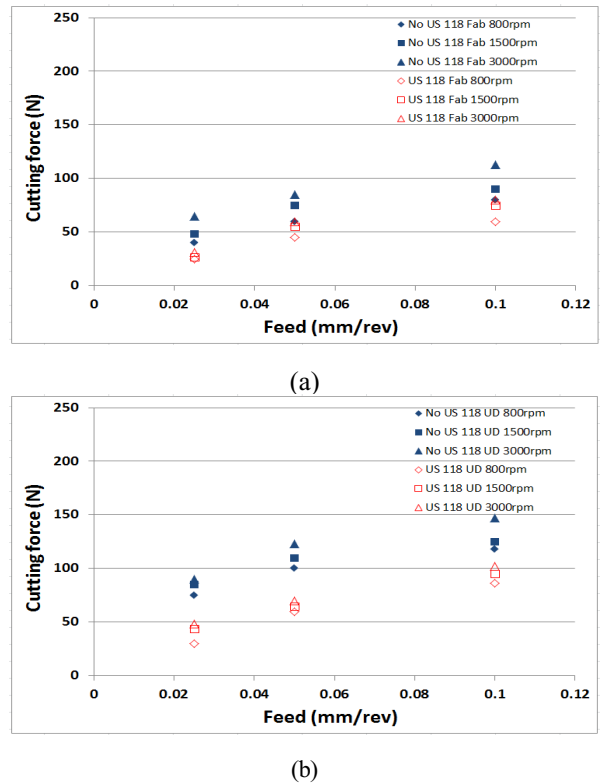 250
200
150
100
50
0
Cutting force (N)
No US 118 Fab 800rpm
No US 118 Fab 1500rpm
No US 118 Fab 3000rpm
US 118 Fab 800rpm
US 118 Fab 1500rpm
US 118 Fab 3000rpm
0 0.02 0.04 0.06 0.08 0.1 0.12
Feed (mm/rev)
(a)
250
200
150
100
50
0
Cutting force (N)
No US 118 UD 800rpm
No US 118 UD 1500rpm
No US 118 UD 3000rpm
US 118 UD 800rpm
US 118 UD 1500rpm
US 118 UD 3000rpm
0 0.02 0.04 0.06 0.08 0.1 0.12
Feed (mm/rev)
(b)